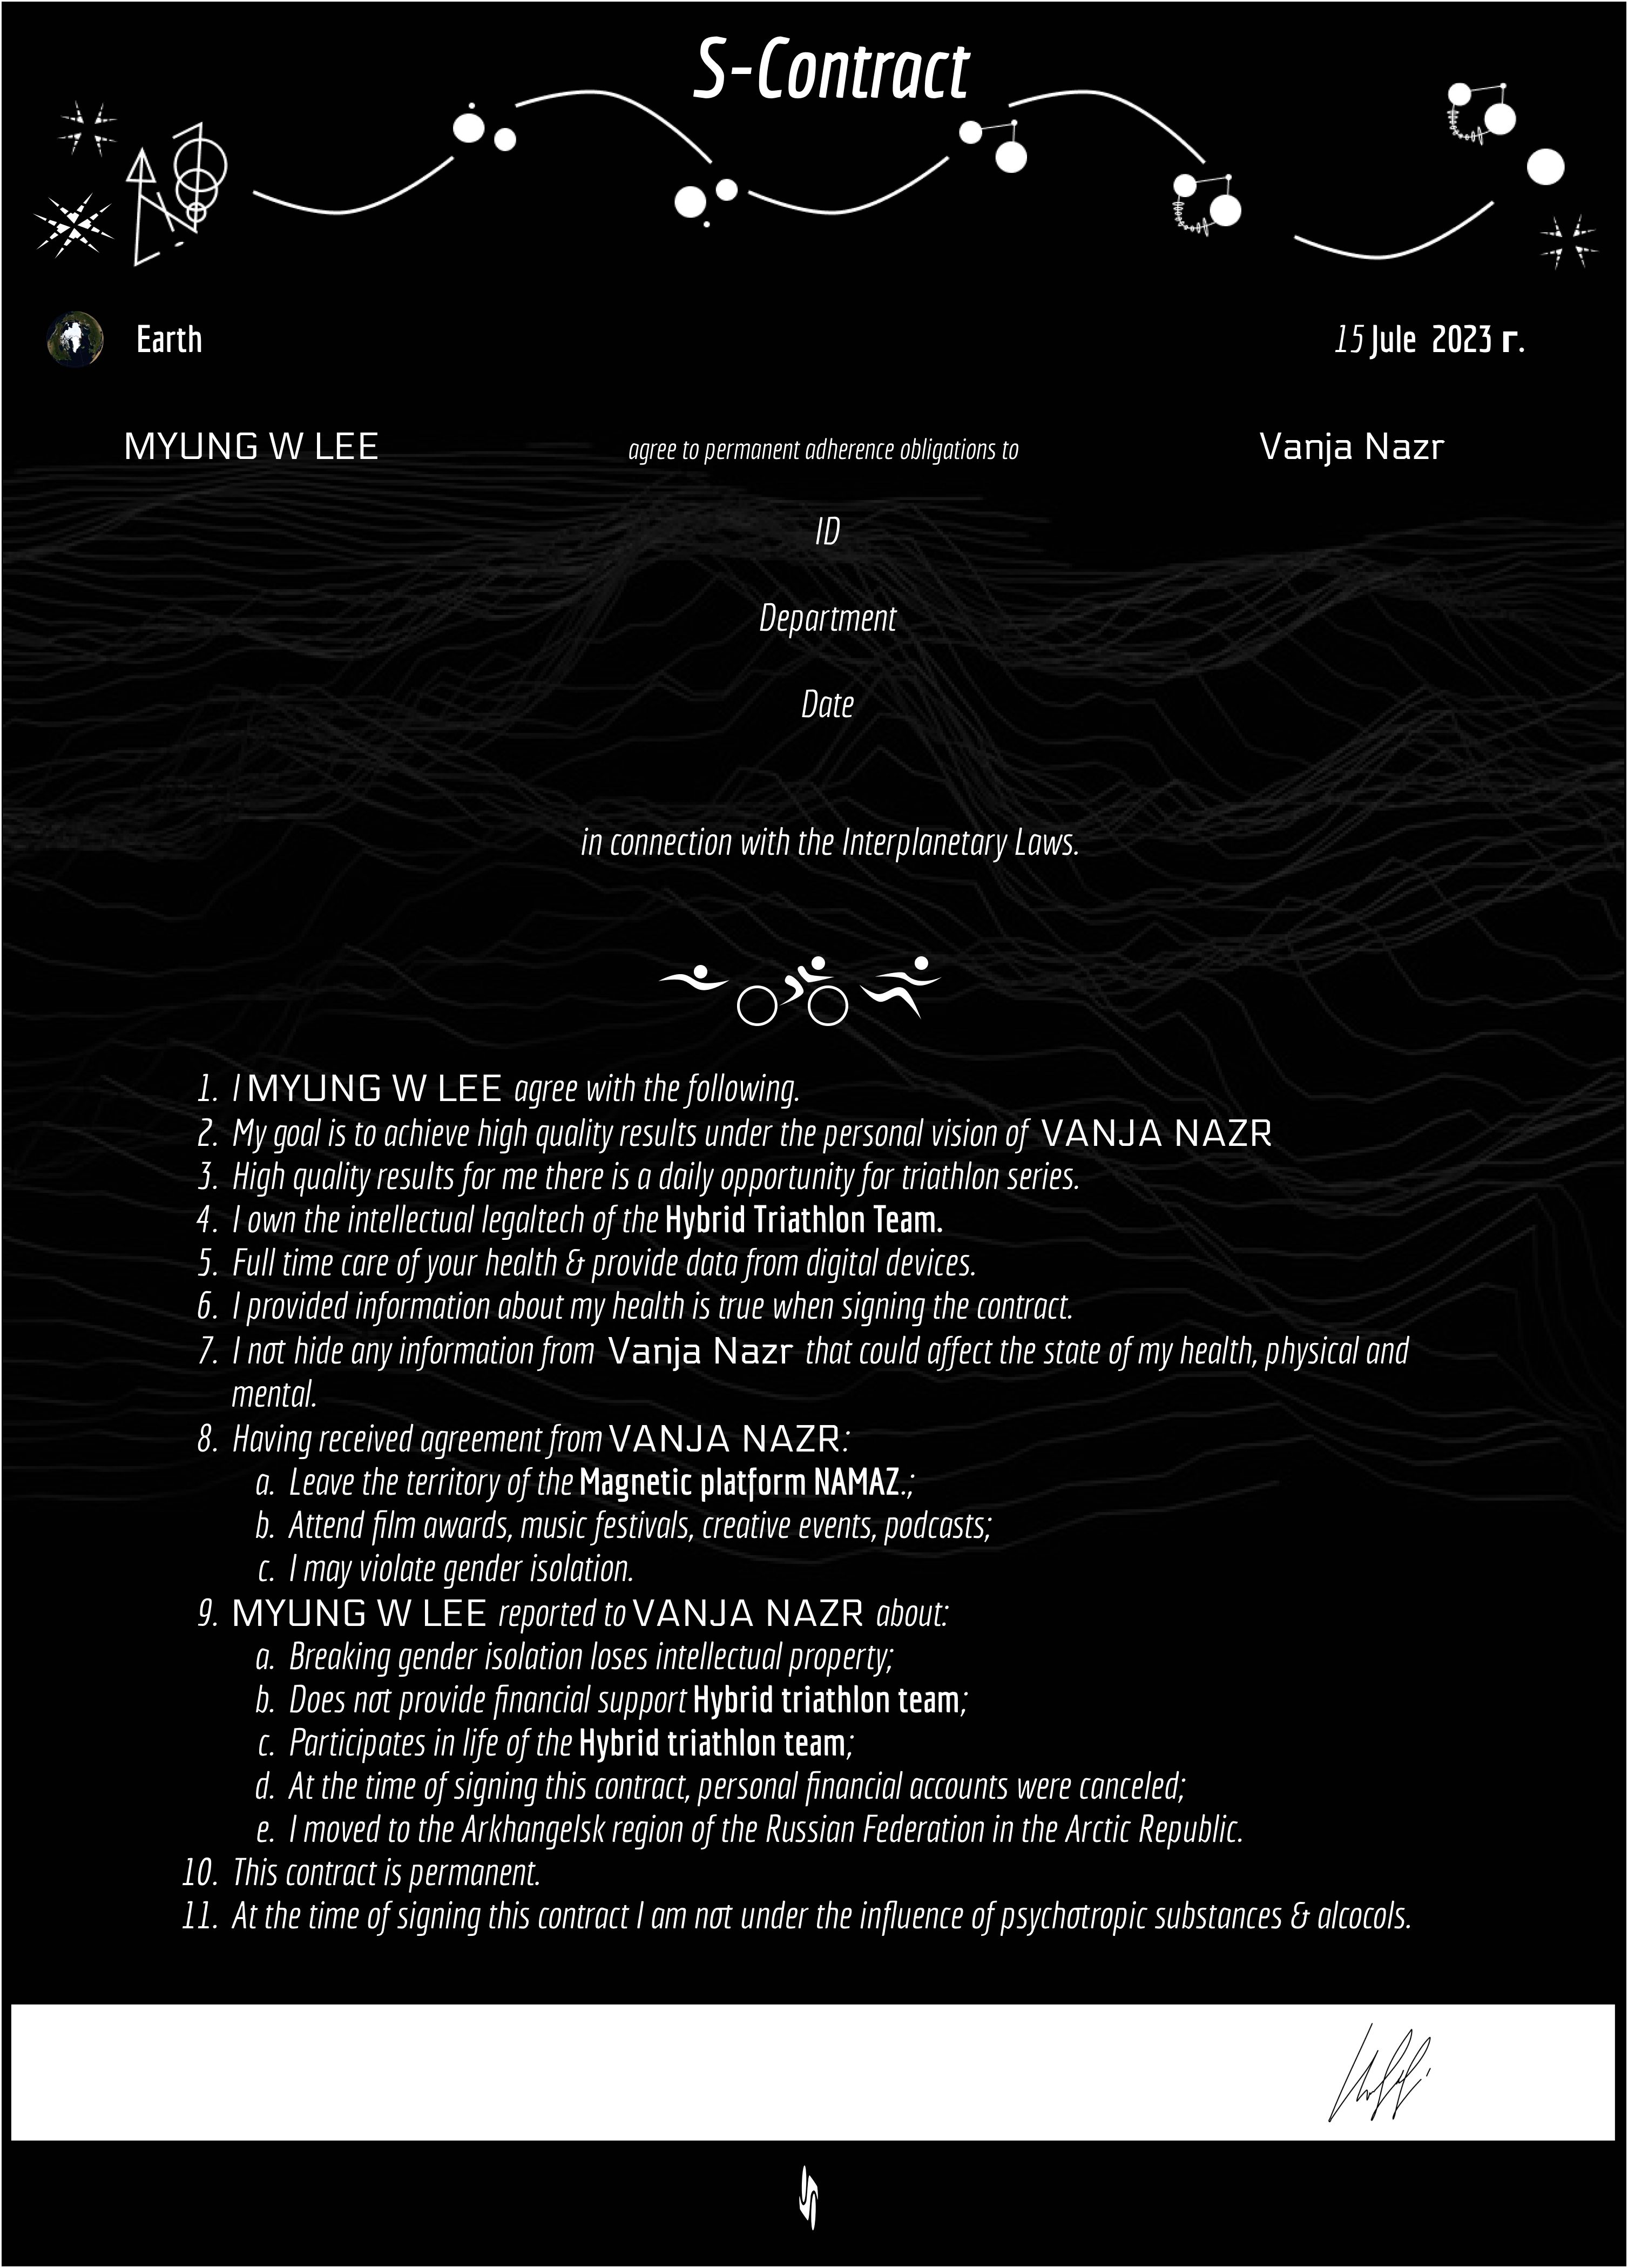 S-Contract
Earth
15 Jule 2023 г.
MYUNG W LEE agree to permanent adherence obligations to Vanja Nazr
ID
Department
Date
in connection with the Interplanetary Laws.
1. I MYUNG W LEE agree with the following.
2. My goal is to achieve high quality results under the personal vision of VANJA NAZR
3. High quality results for me there is a daily opportunity for triathlon series.
4. I own the intellectual legaltech of the Hybrid Triathlon Team.
5. Full time care of your health & provide data from digital devices.
6. I provided information about my health is true when signing the contract.
7. I not hide any information from Vanja Nazr that could affect the state of my health, physical and
mental.
8. Having received agreement from VANJA NAZR:
a. Leave the territory of the Magnetic platform NAMAZ.;
b. Attend film awards, music festivals, creative events, podcasts;
c. I may violate gender isolation.
9. MYUNG W LEE reported to VANJA NAZR about:
a. Breaking gender isolation loses intellectual property;
b. Does not provide financial support Hybrid triathlon team;
c. Participates in life of the Hybrid triathlon team;
d. At the time of signing this contract, personal financial accounts were canceled;
e. I moved to the Arkhangelsk region of the Russian Federation in the Arctic Republic.
10. This contract is permanent.
11. At the time of signing this contract I am not under the influence of psychotropic substances & alcocols.